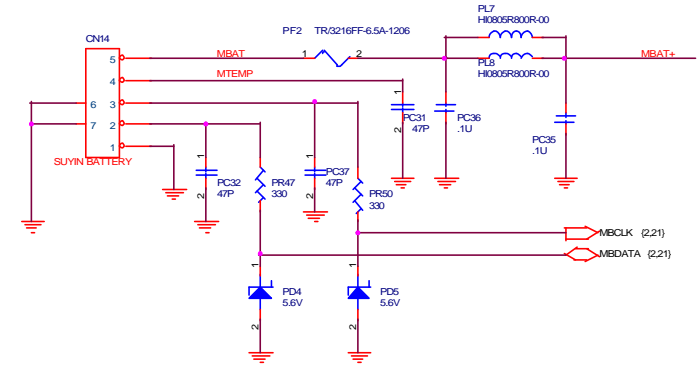 PL7
HI0805R800R-00
PF2 TR/3216FF-6.5A-1206
CN14
5 MBAT 1 2
PL8
HI0805R800R-00
MBAT+
4 MTEMP
6 3
1
PC31
47P
2
PC36
.1U
7 2
PC35
.1U
1
SUYIN BATTERY
1
PC32
47P
2
PR47
330
1
PC37
47P
2
PR50
330
MBCLK {2,21}
MBDATA {2,21}
1
PD4
5.6V
2
1
PD5
5.6V
2